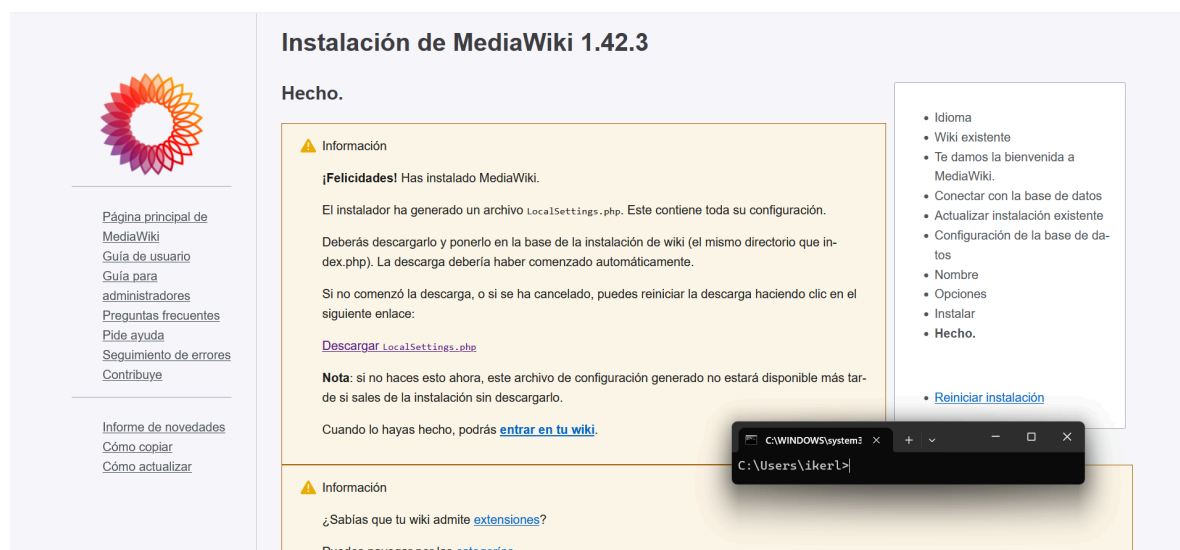 Instalación de MediaWiki 1.42.3
Hecho.
Información
¡Felicidades! Has instalado MediaWiki.
El instalador ha generado un archivo LocalSettings.php. Este contiene toda su configuración.
Deberás descargarlo y ponerlo en la base de la instalación de wiki (el mismo directorio que in-
dex.php). La descarga debería haber comenzado automáticamente.
Si no comenzó la descarga, o si se ha cancelado, puedes reiniciar la descarga haciendo clic en el
siguiente enlace:
Descargar LocalSettings.php
Nota: si no haces esto ahora, este archivo de configuración generado no estará disponible más tar-
de si sales de la instalación sin descargarlo.
Cuando lo hayas hecho, podrás entrar en tu wiki.
Información
¿Sabías que tu wiki admite extensiones?
Página principal de
MediaWiki
Guía de usuario
Guía para
administradores
Preguntas frecuentes
Pide ayuda
Seguimiento de errores
Contribuye
Informe de novedades
Cómo copiar
Cómo actualizar
Idioma
Wiki existente
Te damos la bienvenida a
MediaWiki.
Conectar con la base de datos
Actualizar instalación existente
Configuración de la base de da-
tos
Nombre
Opciones
Instalar
Hecho.
Reiniciar instalación
C:\WINDOWS\system3
C:\Users\ikerl>